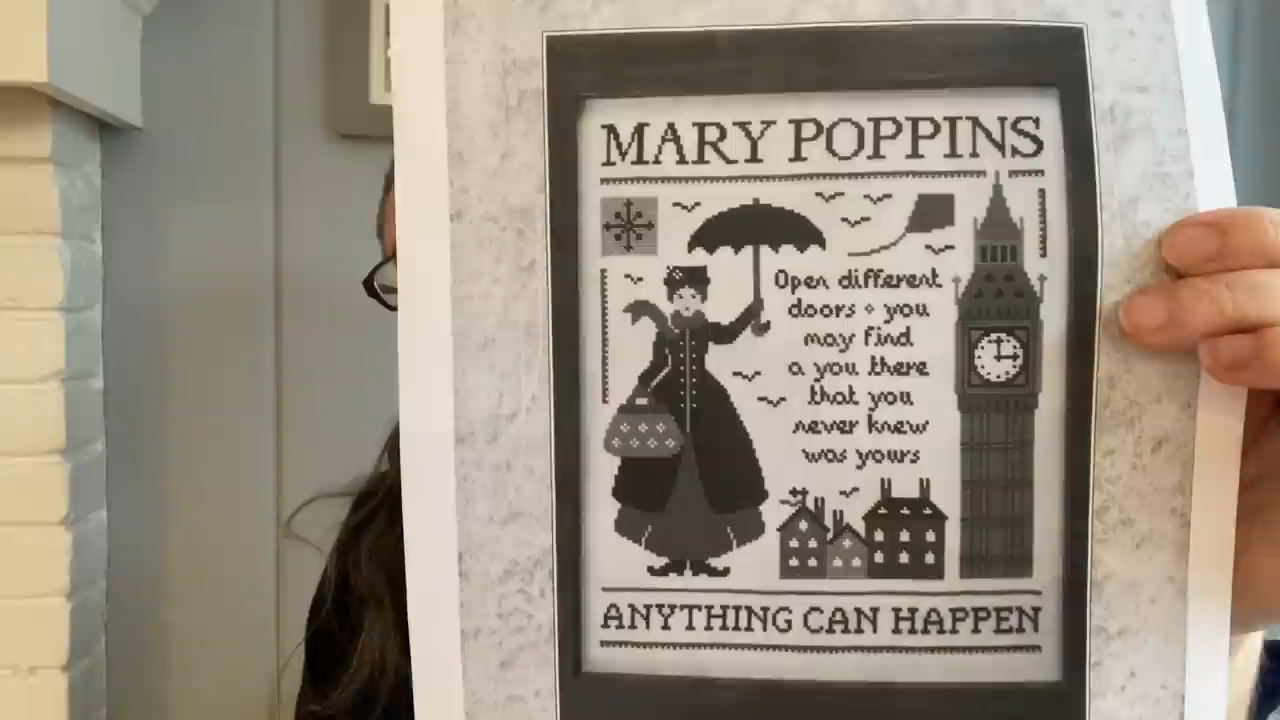 MARY POPPINS
Open different
doors & you
may find
a you there
that you
never knew
was yours
ANYTHING CAN HAPPEN